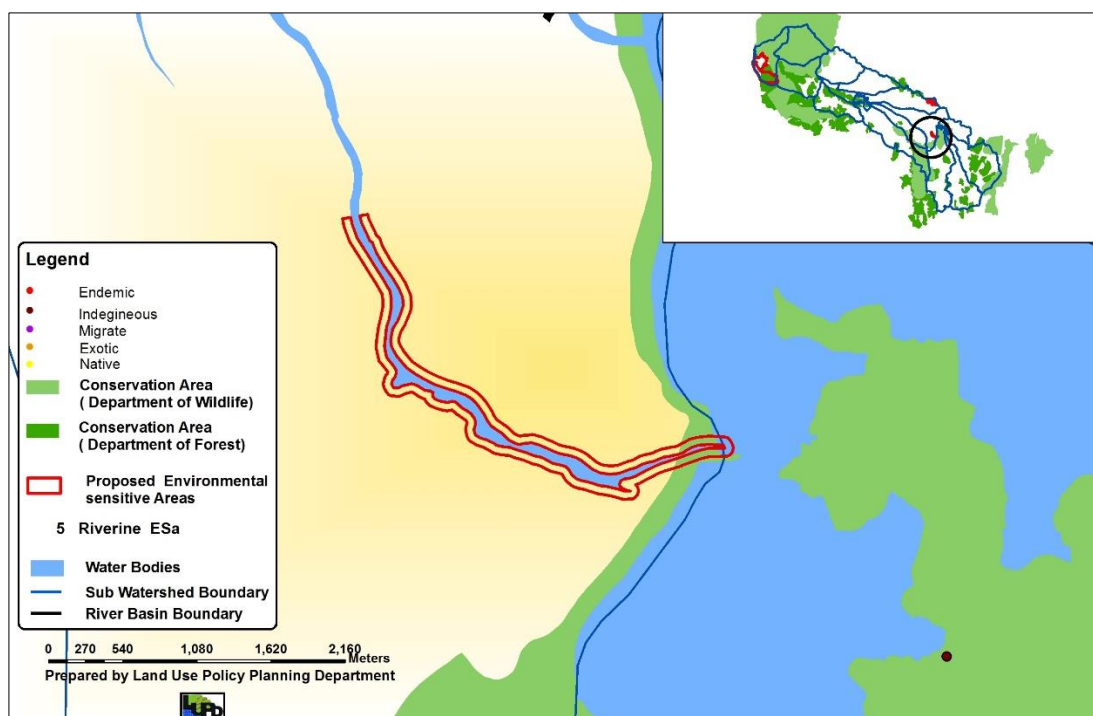 Legend
Endemic
Indegineous
Migrate
Exotic
Native
Conservation Area
( Department of Wildlife)
Conservation Area
( Department of Forest)
Proposed Environmental
sensitive Areas
5 Riverine ESa
Water Bodies
Sub Watershed Boundary
River Basin Boundary
0 270 540 1,080 1,620 2,160
Meters
Prepared by Land Use Policy Planning Department